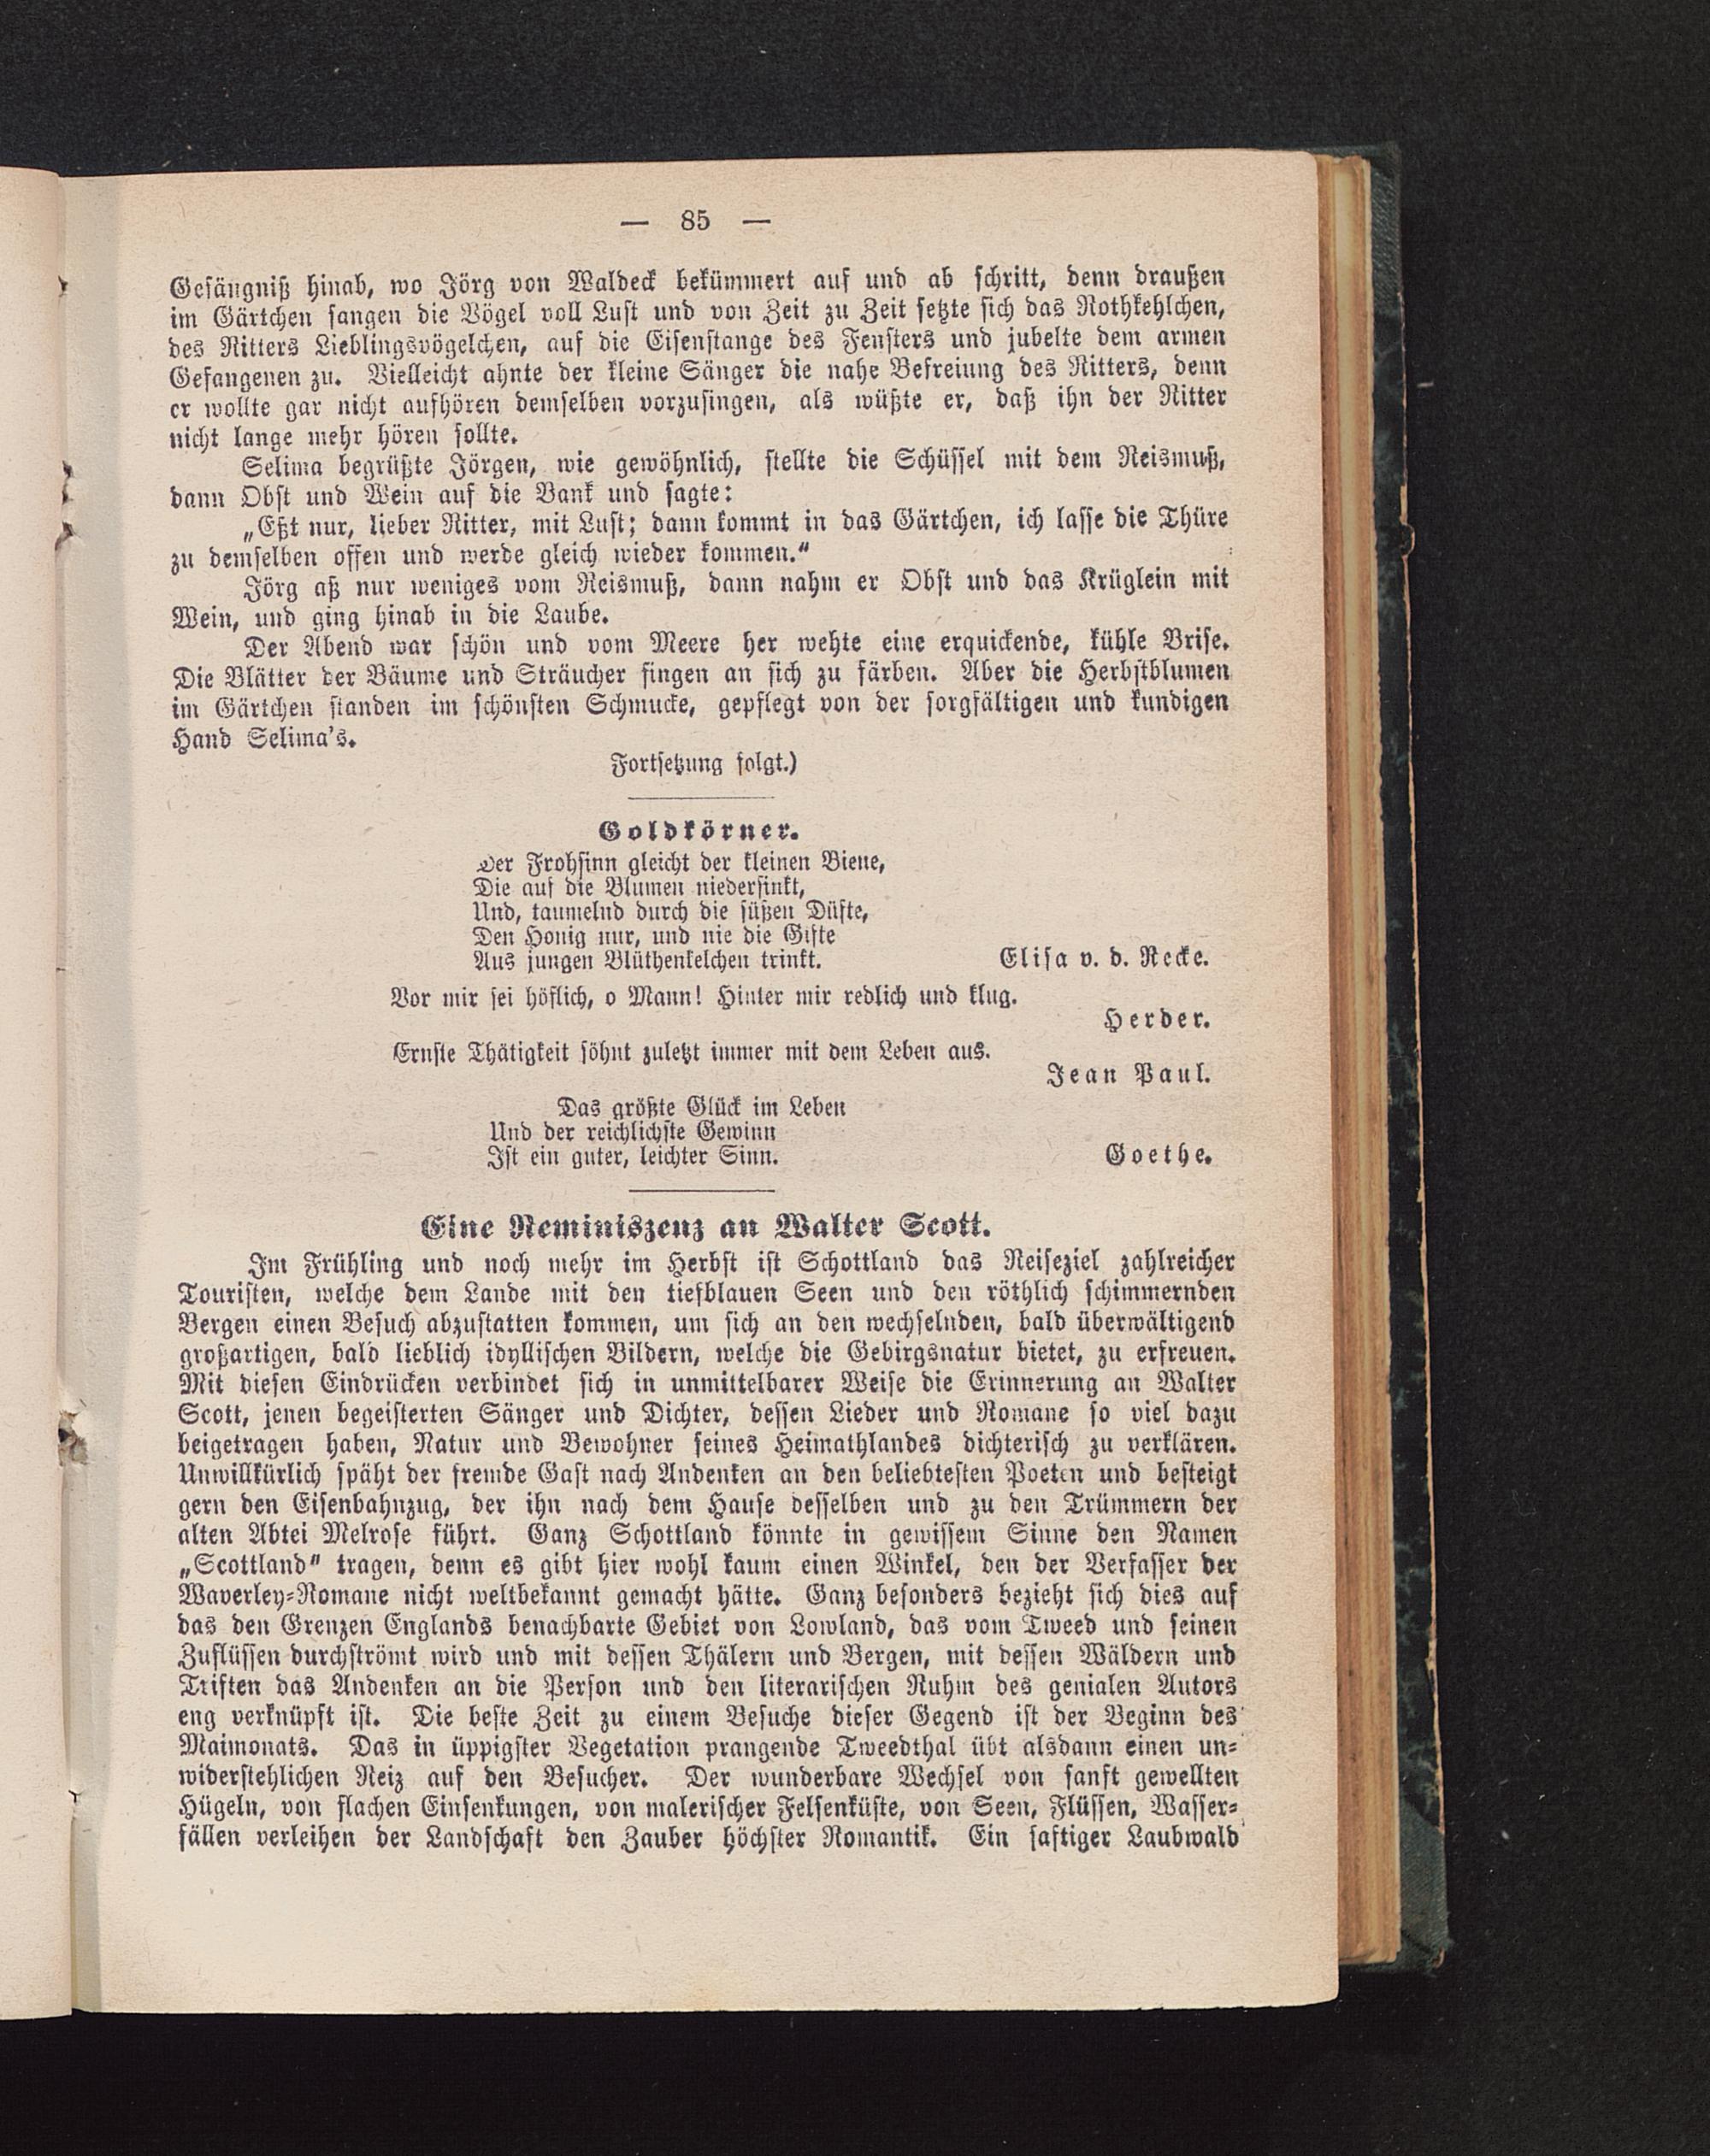 — 85 —
Gefängniß hinab, wo Jörg von Waldeck bekümmert auf und ab schritt, denn draußen
im Gärtchen sangen die Vögel voll Lust und von Zeit zu Zeit setzte sich das Rothkehlchen,
des Ritters Lieblingsvögelchen, auf die Eisenstange des Fensters und jubelte dem armen
Gefangenen zu. Vielleicht ahnte der kleine Sänger die nahe Befreiung des Ritters, denn
er wollte gar nicht aufhören demselben vorzusingen, als wüßte er, daß ihn der Ritter
nicht lange mehr hören sollte.
Selima begrüßte Jörgen, wie gewöhnlich, stellte die Schüssel mit dem Reismuß,
dann Obst und Wein auf die Bank und sagte:
„Eßt nur, lieber Ritter, mit Lust; dann kommt in das Gärtchen, ich lasse die Thüre
zu demselben offen und werde gleich wieder kommen."
Jörg aß nur weniges vom Reismuß, dann nahm er Obst und das Krüglein mit
Wein, und ging hinab in die Laube.
Der Abend war schön und vom Meere her wehte eine erquickende, kühle Brise.
Die Blätter der Bäume und Sträucher fingen an sich zu färben. Aber die Herbstblumen
im Gärtchen standen im schönsten Schmucke, gepflegt von der sorgfältigen und kundigen
Hand Selima's.
Fortsetzung folgt.)
Goldkörner.
Der Frohsinn gleicht der kleinen Biene,
Die auf die Blumen niedersinkt,
Und, taumelnd durch die süßen Düfte,
Den Honig nur, und nie die Gifte
Aus jungen Blüthenkelchen trinkt. Elisa v. d. Recke.
Vor mir sei höflich, o Mann! Hinter mir redlich und klug.
Herder.
Ernste Thätigkeit söhnt zuletzt immer mit dem Leben aus.
Jean Paul.
Das größte Glück im Leben
Und der reichlichste Gewinn
Ist ein guter, leichter Sinn. Goethe.
Eine Reminiszenz an Walter Scott.
Im Frühling und noch mehr im Herbst ist Schottland das Reiseziel zahlreicher
Touristen, welche dem Lande mit den tiefblauen Seen und den röthlich schimmernden
Bergen einen Besuch abzustatten kommen, um sich an den wechselnden, bald überwältigend
großartigen, bald lieblich idyllischen Bildern, welche die Gebirgsnatur bietet, zu erfreuen.
Mit diesen Eindrücken verbindet sich in unmittelbarer Weise die Erinnerung an Walter
Scott, jenen begeisterten Sänger und Dichter, dessen Lieder und Romane so viel dazu
beigetragen haben, Natur und Bewohner seines Heimathlandes dichterisch zu verklären.
Unwillkürlich späht der fremde Gast nach Andenken an den beliebtesten Poeten und besteigt
gern den Eisenbahnzug, der ihn nach dem Hause desselben und zu den Trümmern der
alten Abtei Melrose führt. Ganz Schottland könnte in gewissem Sinne den Namen
„Scottland" tragen, denn es gibt hier wohl kaum einen Winkel, den der Verfasser der
Waverley-Romane nicht weltbekannt gemacht hätte. Ganz besonders bezieht sich dies auf
das den Grenzen Englands benachbarte Gebiet von Lowland, das vom Tweed und seinen
Zuflüssen durchströmt wird und mit dessen Thälern und Bergen, mit dessen Wäldern und
Triften das Andenken an die Person und den literarischen Ruhm des genialen Autors
eng verknüpft ist. Die beste Zeit zu einem Besuche dieser Gegend ist der Beginn des
Maimonats. Das in üppigster Vegetation prangende Tweedthal übt alsdann einen un-
widerstehlichen Reiz auf den Besucher. Der wunderbare Wechsel von sanft gewellten
Hügeln, von flachen Einsenkungen, von malerischer Felsenküste, von Seen, Flüssen, Wasser-
fällen verleihen der Landschaft den Zauber höchster Romantik. Ein saftiger Laubwald